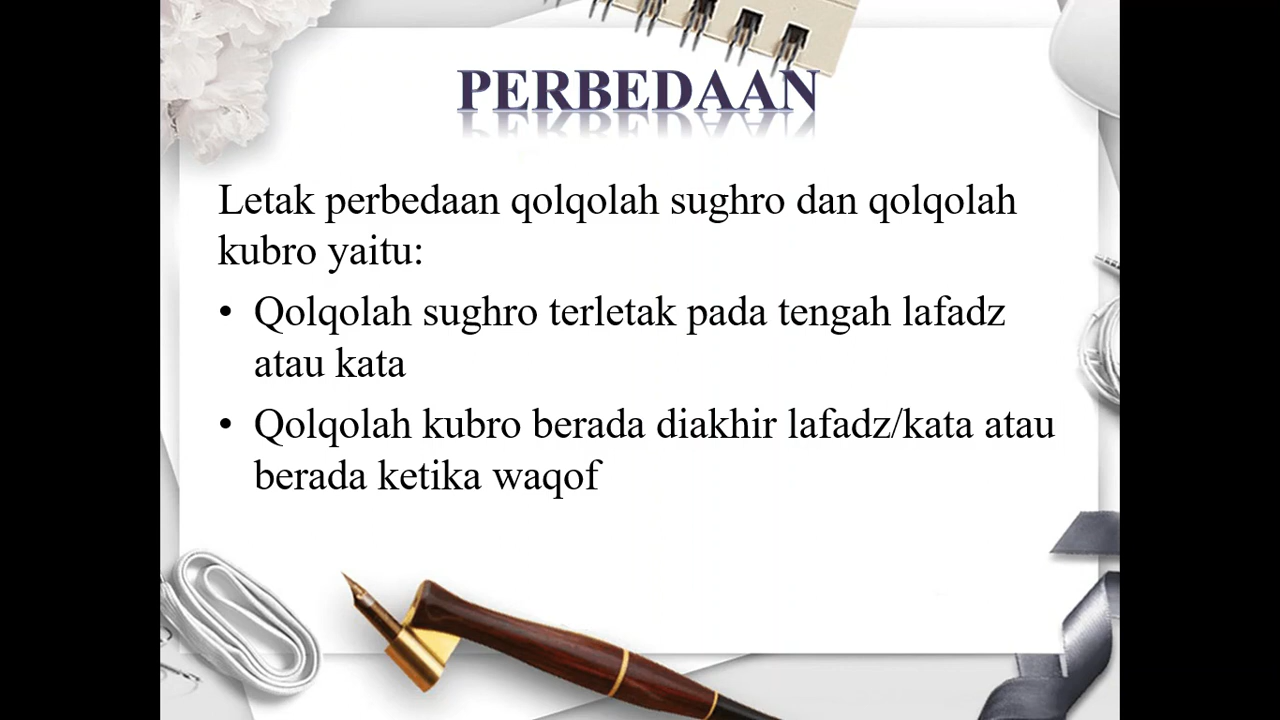 PERBEDAAN
Letak perbedaan qolqolah sughro dan qolqolah
kubro yaitu:
• Qolqolah sughro terletak pada tengah lafadz
atau kata
• Qolqolah kubro berada diakhir lafadz/kata atau
berada ketika waqof